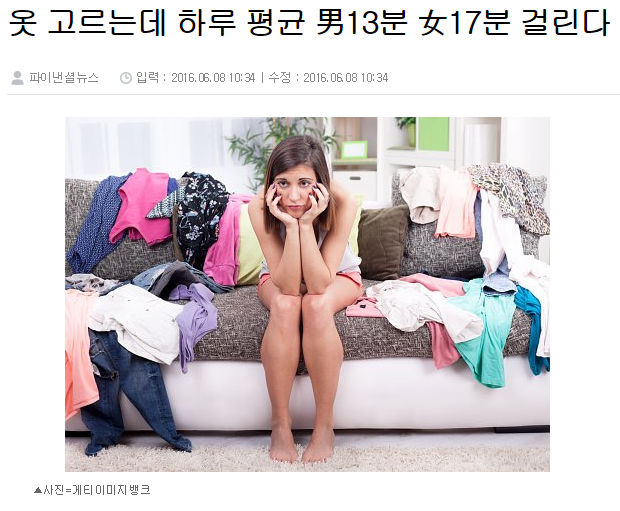 옷 고르는데 하루 평균 男13분 女17분 걸린다
파이낸셜뉴스 입력 : 2016.06.08 10:34 | 수정 : 2016.06.08 10:34
▲사진=게티이미지뱅크